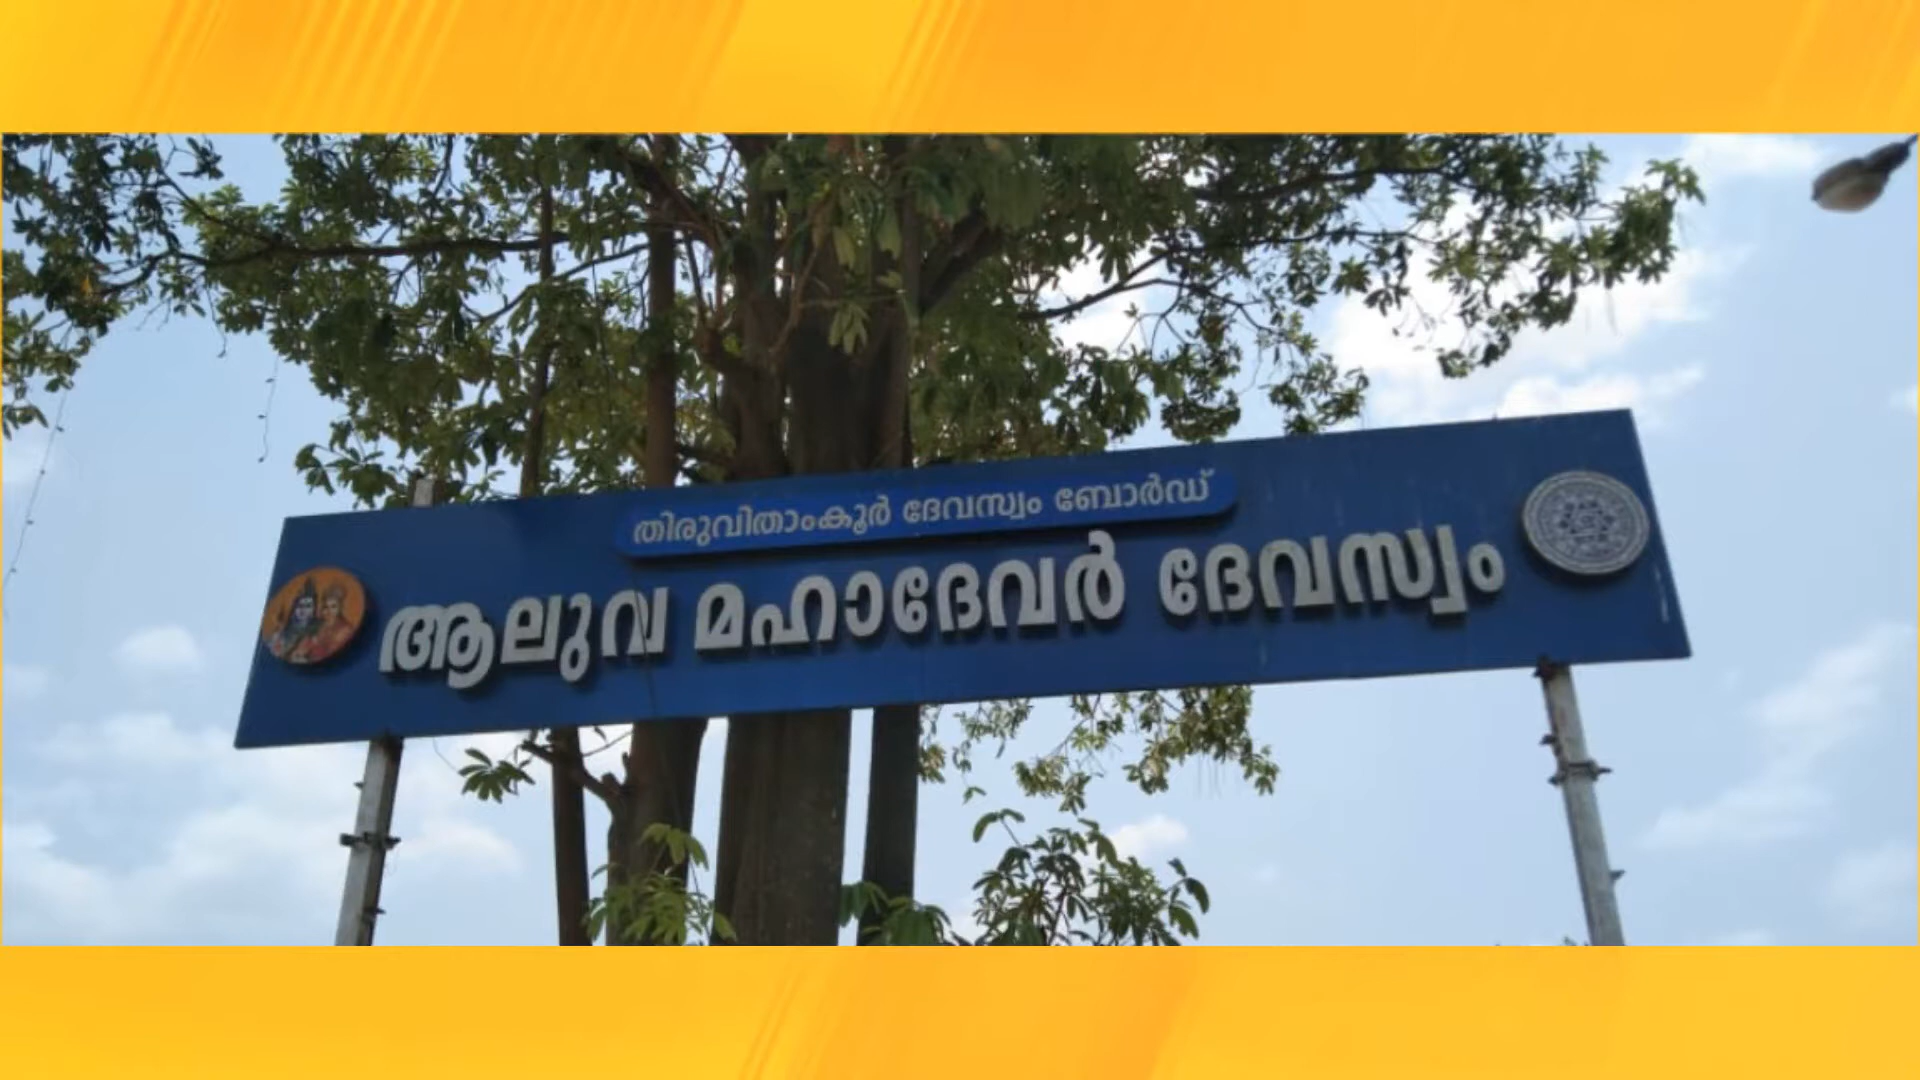 തിരുവിതാംകൂർ ദേവസ്വം ബോർഡ്
ആലുവ മഹാദേവർ ദേവസ്വം